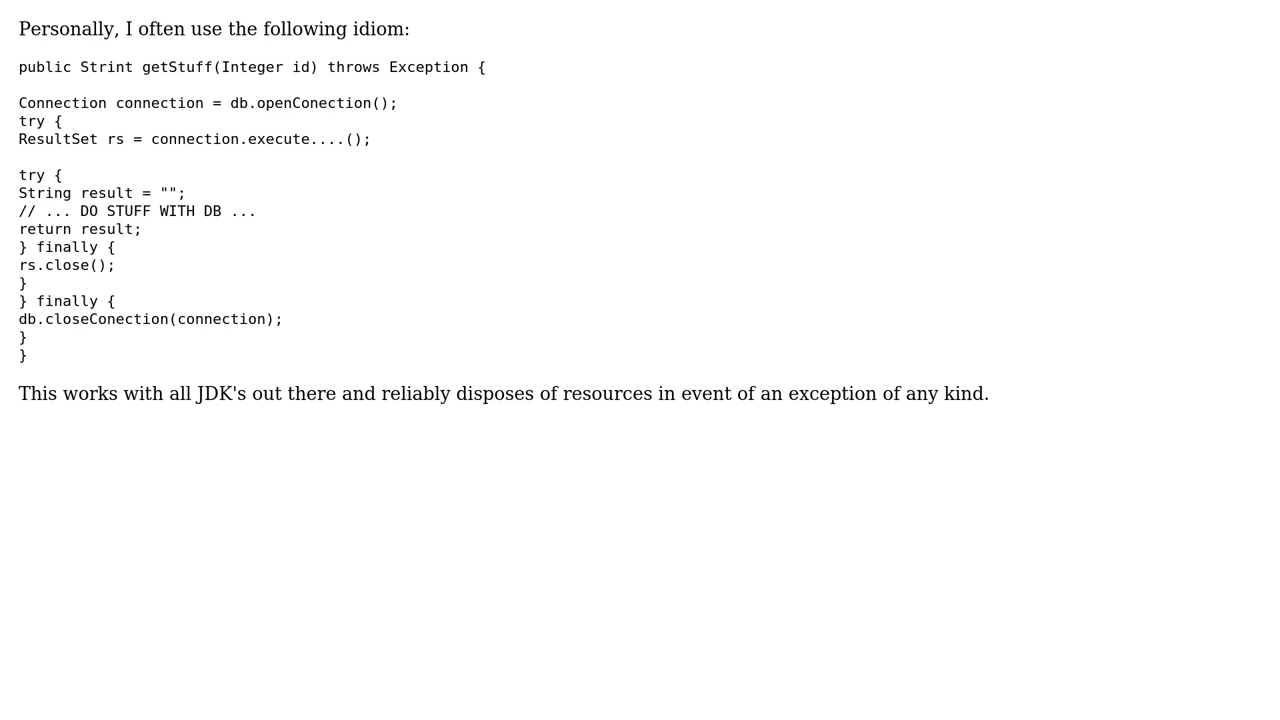 Personally, I often use the following idiom:
public Strint getStuff(Integer id) throws Exception {
Connection connection = db.openConection();
try {
ResultSet rs = connection.execute....();
try {
String result = "";
// ... DO STUFF WITH DB ...
return result;
} finally {
rs.close();
}
} finally {
db.closeConection(connection);
}
}
This works with all JDK's out there and reliably disposes of resources in event of an exception of any kind.